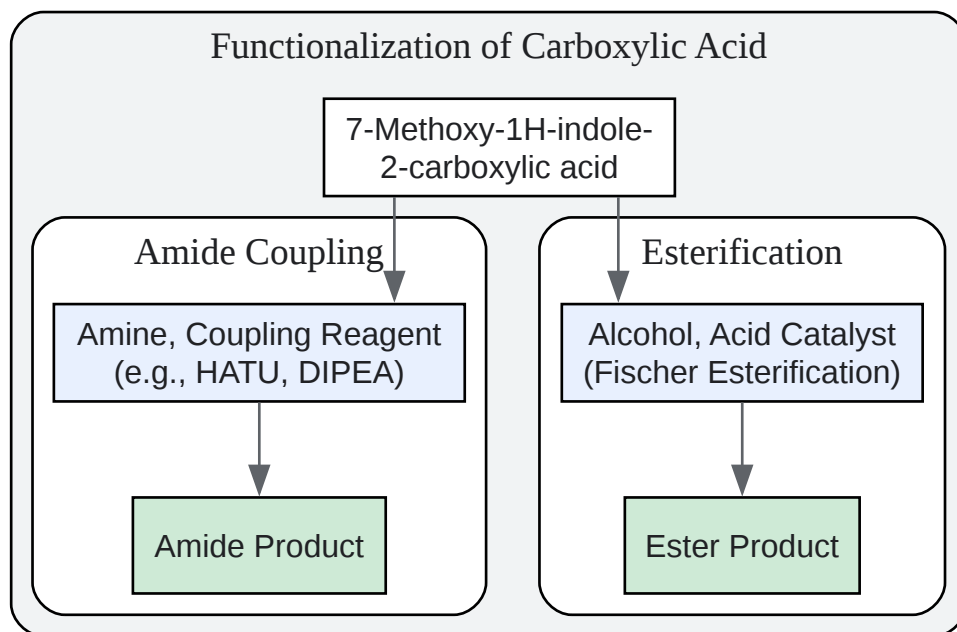 Functionalization of Carboxylic Acid
7-Methoxy-1H-indole-
2-carboxylic acid
Amide Coupling
Amine, Coupling Reagent
(e.g., HATU, DIPEA)
Amide Product
Esterification
Alcohol, Acid Catalyst
(Fischer Esterification)
Ester Product